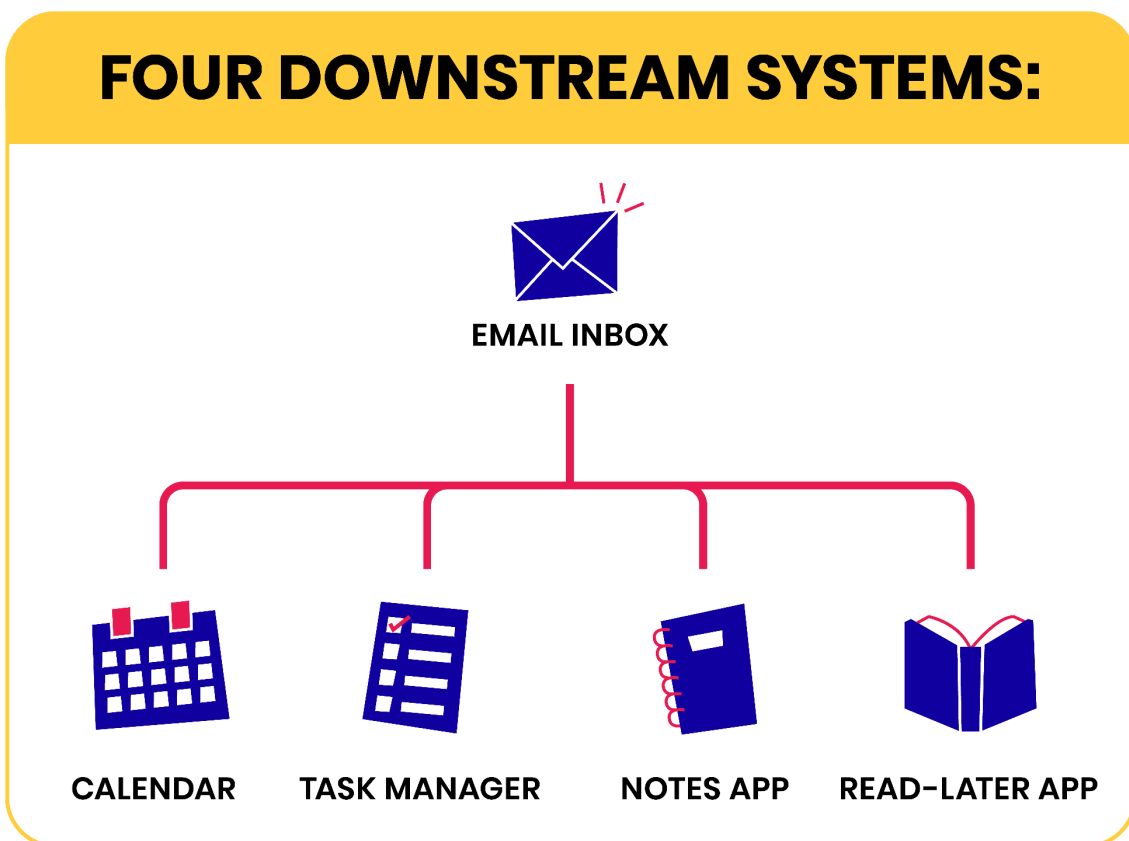 FOUR DOWNSTREAM SYSTEMS:
EMAIL INBOX
CALENDAR
TASK MANAGER
NOTES APP
READ-LATER APP